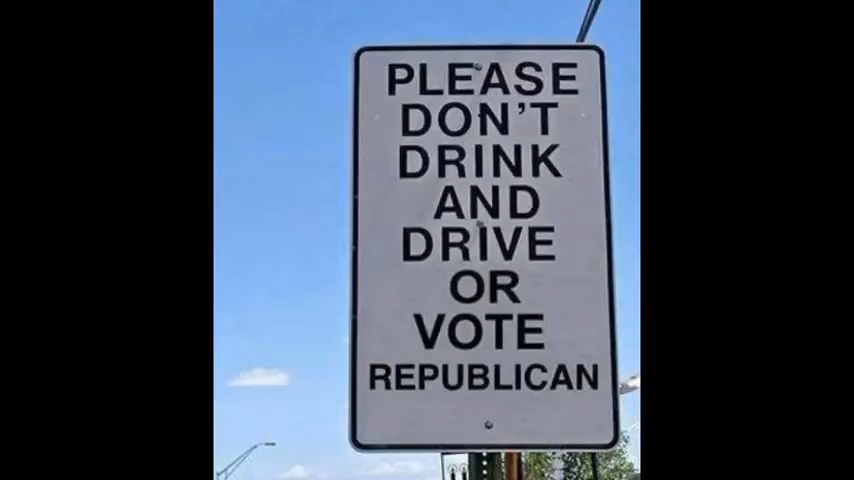 PLEASE
DON'T
DRINK
AND
DRIVE
OR
VOTE
REPUBLICAN